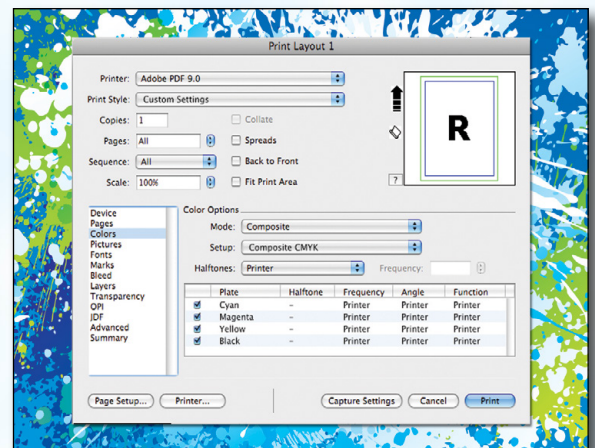 Print Layout 1
Printer: Adobe PDF 9.0
Print Style: Custom Settings
Copies: 1 Collate
Pages: All Spreads
Sequence: All Back to Front
Scale: 100% Fit Print Area
R
?
Device
Pages
Colors
Pictures
Fonts
Marks
Bleed
Layers
Transparency
OPI
JDF
Advanced
Summary
Color Options
Mode: Composite
Setup: Composite CMYK
Halftones: Printer Frequency:
Plate Halftone Frequency Angle Function
Cyan – Printer Printer Printer
Magenta – Printer Printer Printer
Yellow – Printer Printer Printer
Black – Printer Printer Printer
Page Setup... Printer... Capture Settings Cancel Print